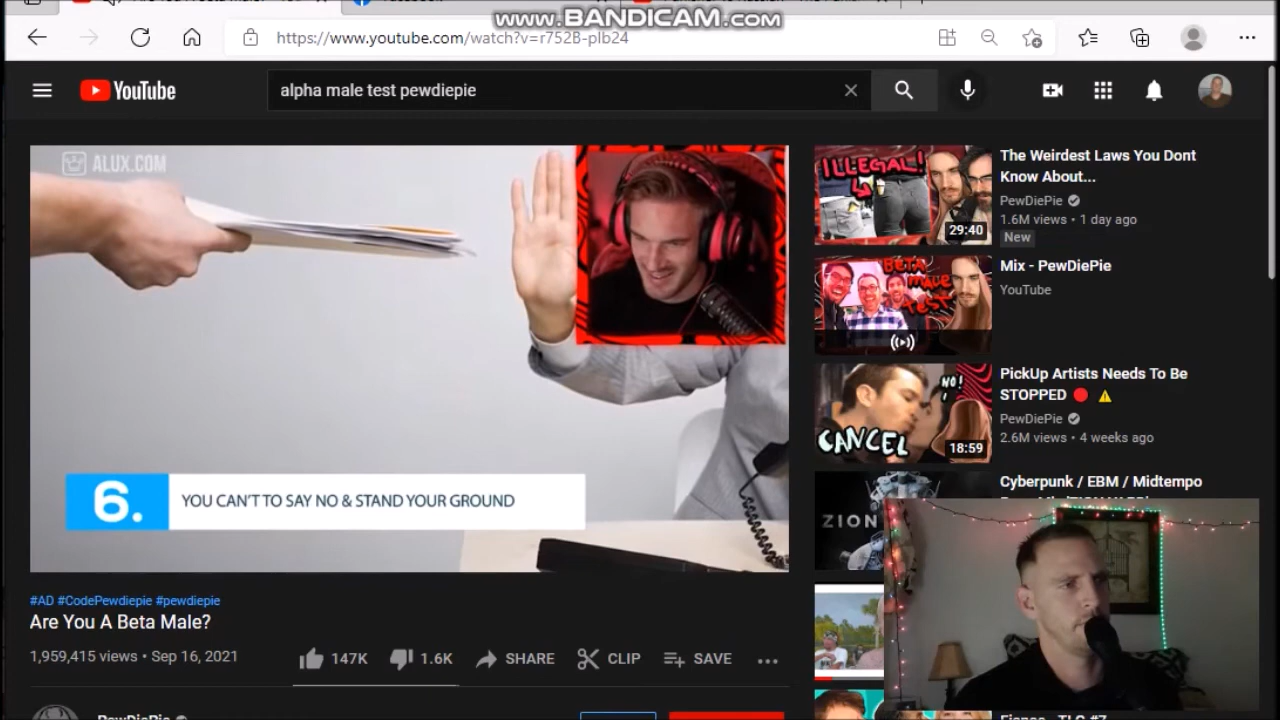 www.BANDICAM.com
https://www.youtube.com/watch?v=r752B-plb24
YouTube
alpha male test pewdiepie
ALUX.COM
6.
YOU CAN'T TO SAY NO & STAND YOUR GROUND
#AD #CodePewdiepie #pewdiepie
Are You A Beta Male?
1,959,415 views • Sep 16, 2021
147K
1.6K
SHARE
CLIP
SAVE
PewDiePie
ILLEGAL!
29:40
The Weirdest Laws You Dont
Know About...
PewDiePie
1.6M views • 1 day ago
New
BETA
MALE
TEST
Mix - PewDiePie
YouTube
NO!
CANCEL
18:59
PickUp Artists Needs To Be
STOPPED
PewDiePie
2.6M views • 4 weeks ago
ZION
Cyberpunk / EBM / Midtempo